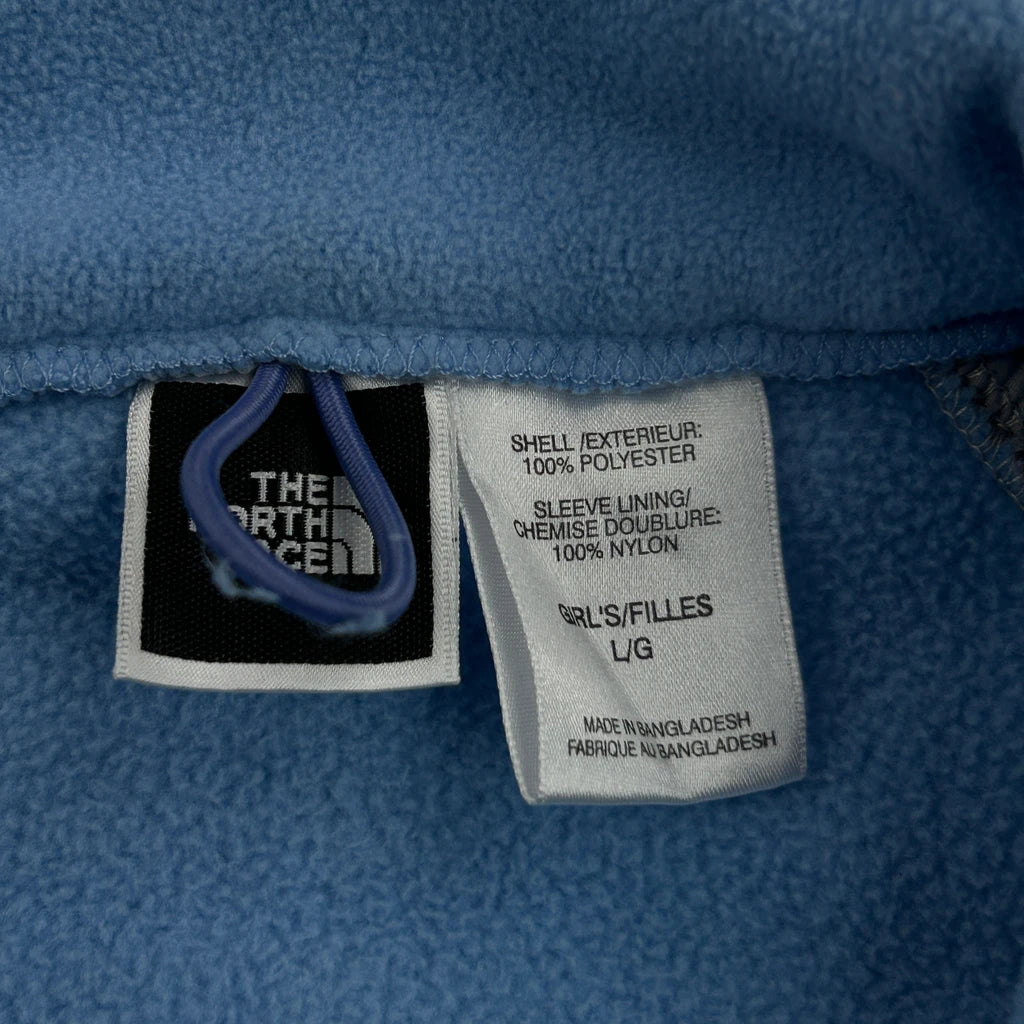 THE
NORTH
FACE
SHELL /EXTERIEUR:
100% POLYESTER
SLEEVE LINING/
CHEMISE DOUBLURE:
100% NYLON
GIRL'S/FILLES
L/G
MADE IN BANGLADESH
FABRIQUE AU BANGLADESH